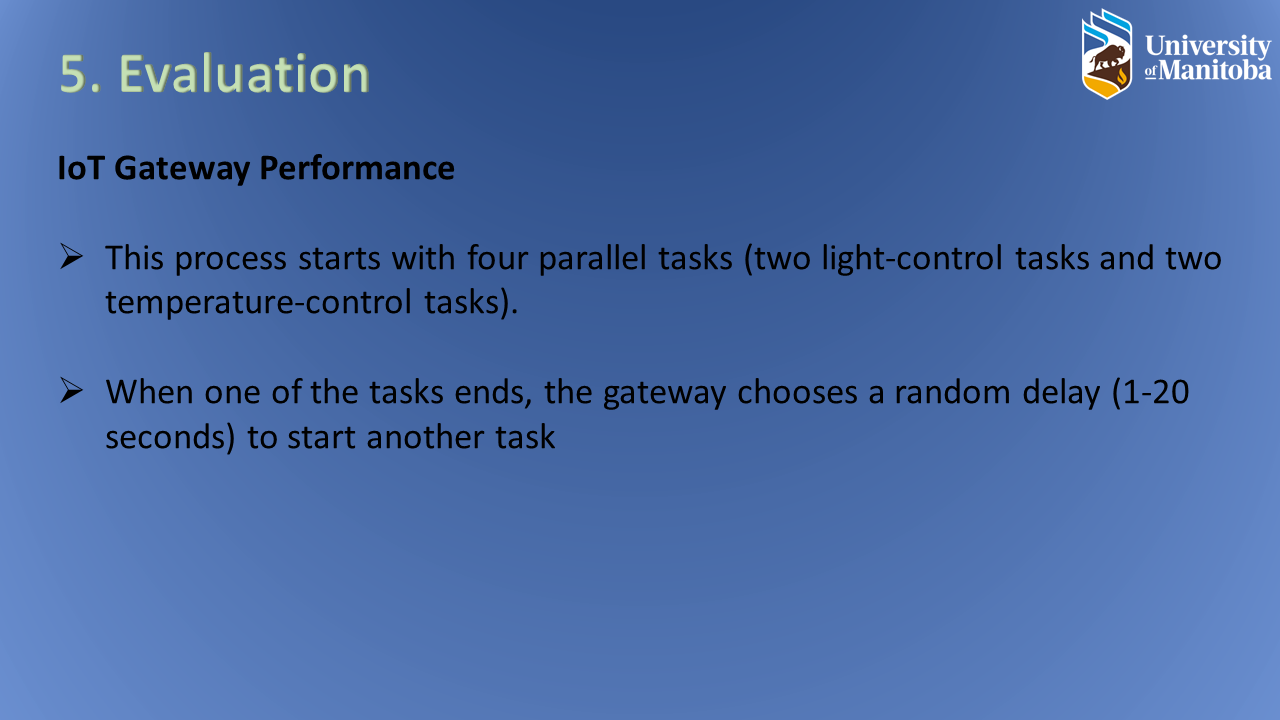 5. Evaluation
University
of Manitoba
IoT Gateway Performance
➢ This process starts with four parallel tasks (two light-control tasks and two
temperature-control tasks).
➢ When one of the tasks ends, the gateway chooses a random delay (1-20
seconds) to start another task